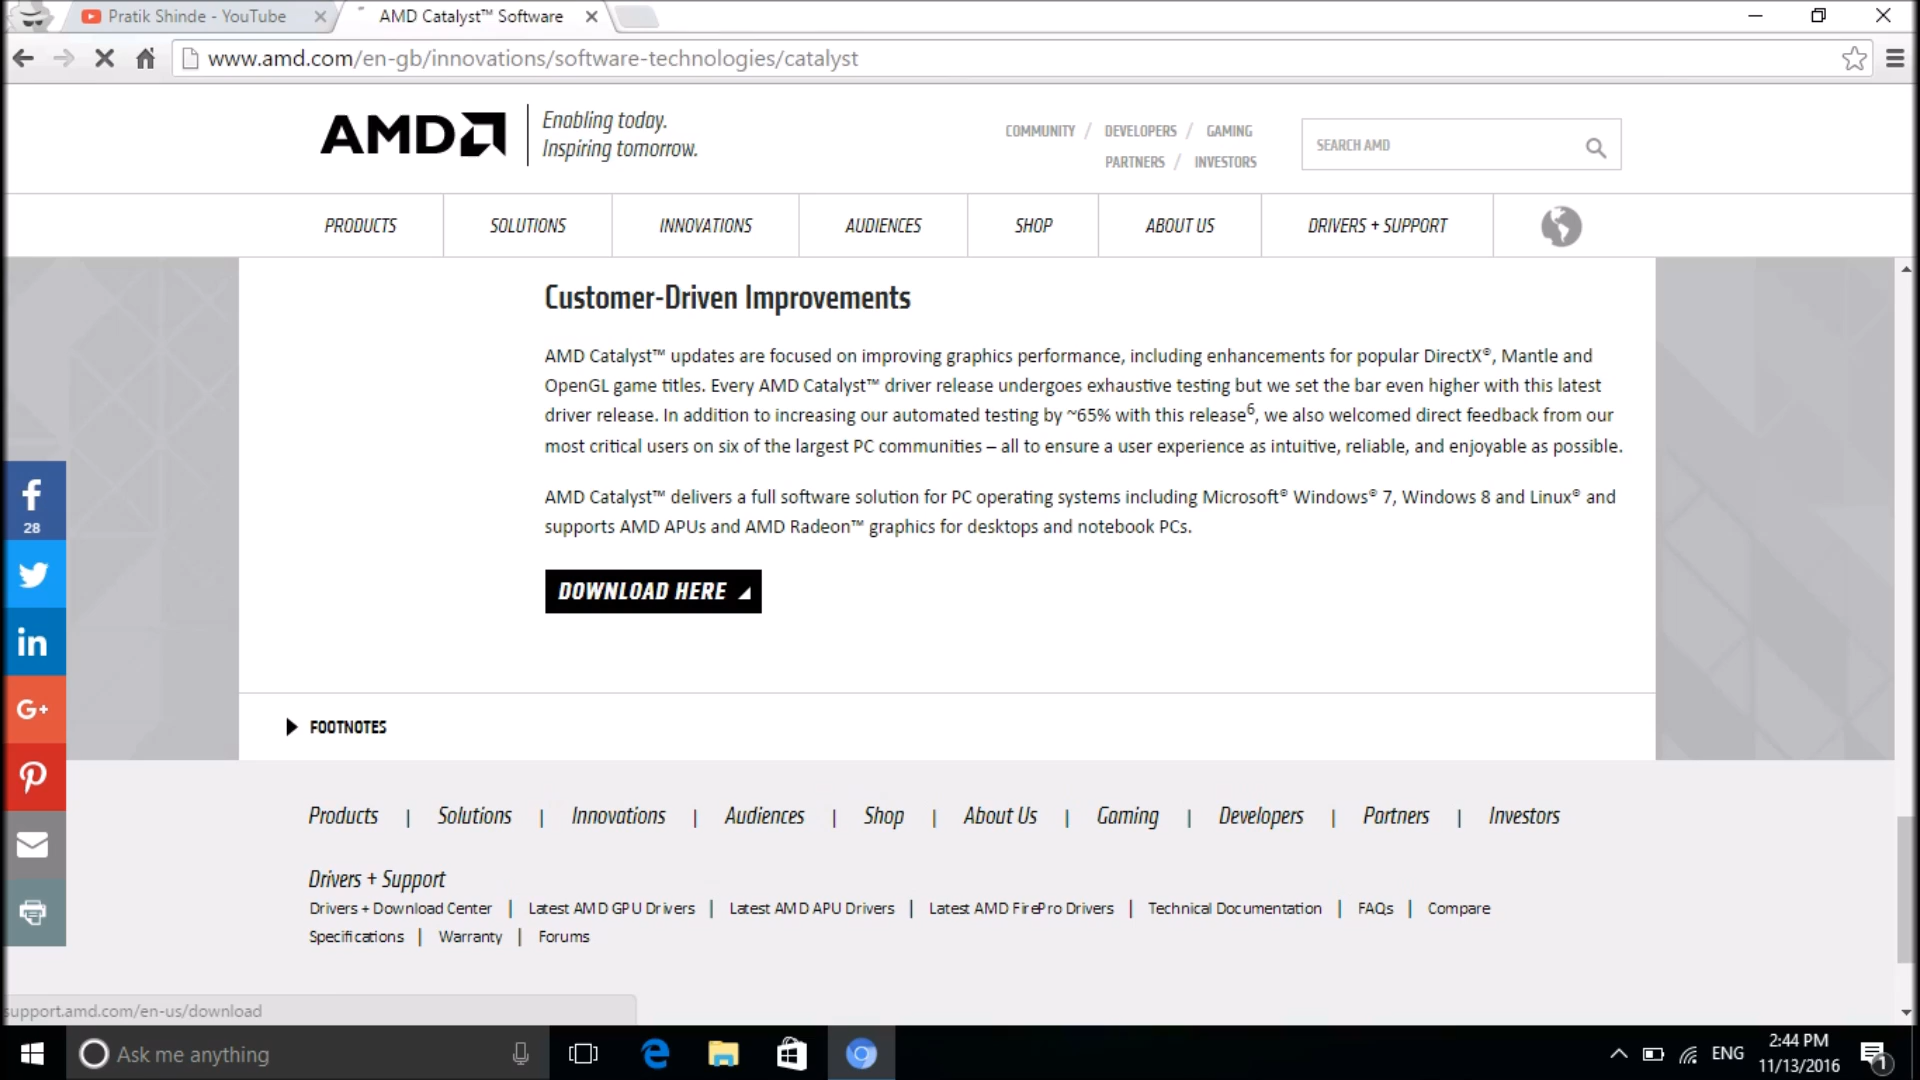 Pratik Shinde - YouTube
AMD Catalyst™ Software
www.amd.com/en-gb/innovations/software-technologies/catalyst
AMD
Enabling today.
Inspiring tomorrow.
COMMUNITY / DEVELOPERS / GAMING
PARTNERS / INVESTORS
SEARCH AMD
PRODUCTS SOLUTIONS INNOVATIONS AUDIENCES SHOP ABOUT US DRIVERS + SUPPORT
Customer-Driven Improvements
AMD Catalyst™ updates are focused on improving graphics performance, including enhancements for popular DirectX®, Mantle and
OpenGL game titles. Every AMD Catalyst™ driver release undergoes exhaustive testing but we set the bar even higher with this latest
driver release. In addition to increasing our automated testing by ~65% with this release⁶, we also welcomed direct feedback from our
most critical users on six of the largest PC communities – all to ensure a user experience as intuitive, reliable, and enjoyable as possible.
AMD Catalyst™ delivers a full software solution for PC operating systems including Microsoft® Windows® 7, Windows 8 and Linux® and
supports AMD APUs and AMD Radeon™ graphics for desktops and notebook PCs.
DOWNLOAD HERE
f
28
in
G+
FOOTNOTES
Products | Solutions | Innovations | Audiences | Shop | About Us | Gaming | Developers | Partners | Investors
Drivers + Support
Drivers + Download Center | Latest AMD GPU Drivers | Latest AMD APU Drivers | Latest AMD FirePro Drivers | Technical Documentation | FAQs | Compare
Specifications | Warranty | Forums
support.amd.com/en-us/download
Ask me anything
ENG
2:44 PM
11/13/2016
1